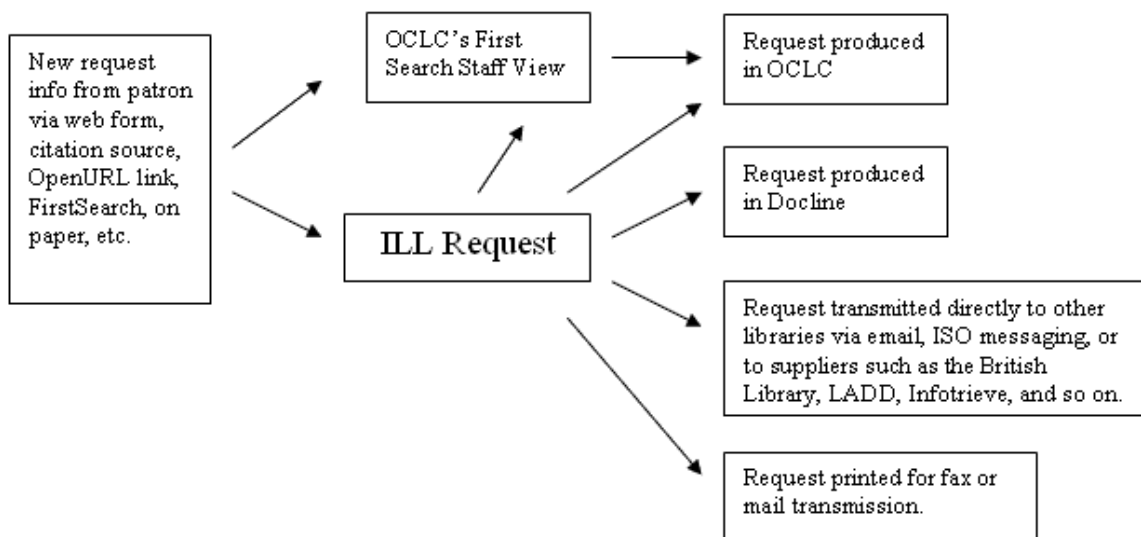 New request
info from patron
via web form,
citation source,
OpenURL link,
FirstSearch, on
paper, etc.
OCLC's First
Search Staff View
ILL Request
Request produced
in OCLC
Request produced
in Docline
Request transmitted directly to other
libraries via email, ISO messaging, or
to suppliers such as the British
Library, LADD, Infotrieve, and so on.
Request printed for fax or
mail transmission.